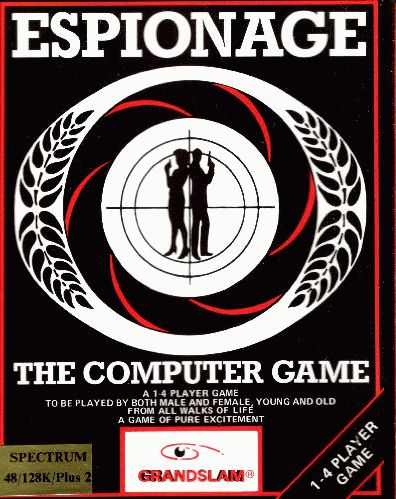 ESPIONAGE
THE COMPUTER GAME
A 1-4 PLAYER GAME
TO BE PLAYED BY BOTH MALE AND FEMALE, YOUNG AND OLD
FROM ALL WALKS OF LIFE
A GAME OF PURE EXCITEMENT
SPECTRUM
48/128K/Plus 2
GRANDSLAM®
1-4 PLAYER
GAME